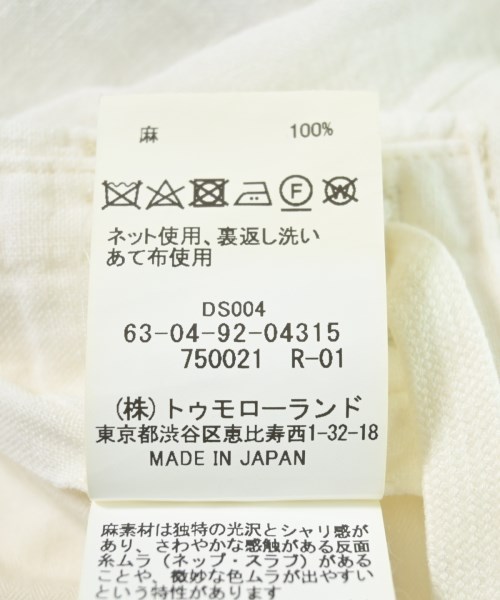 麻 100%
F W
ネット使用、裏返し洗い
あて布使用
DS004
63-04-92-04315
750021 R-01
(株)トゥモローランド
東京都渋谷区恵比寿西1-32-18
MADE IN JAPAN
麻素材は独特の光沢とシャリ感が
あり、さわやかな感触がある反面
糸ムラ（ネップ・スラブ）がある
ことや、微妙な色ムラが出やすい
という特性があります